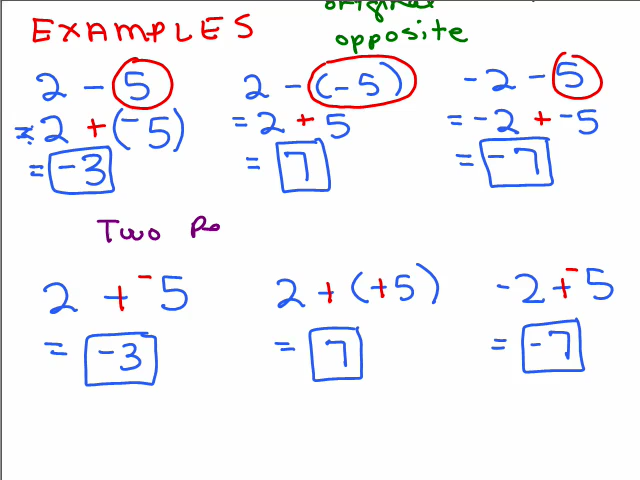 original
EXAMPLES
opposite
2 - 5
2 - (-5)
-2 - 5
= 2 + (-5)
= 2 + 5
= -2 + -5
= -3
= 7
= -7
Two
2 + -5
2 + (+5)
-2 + -5
= -3
= 7
= -7